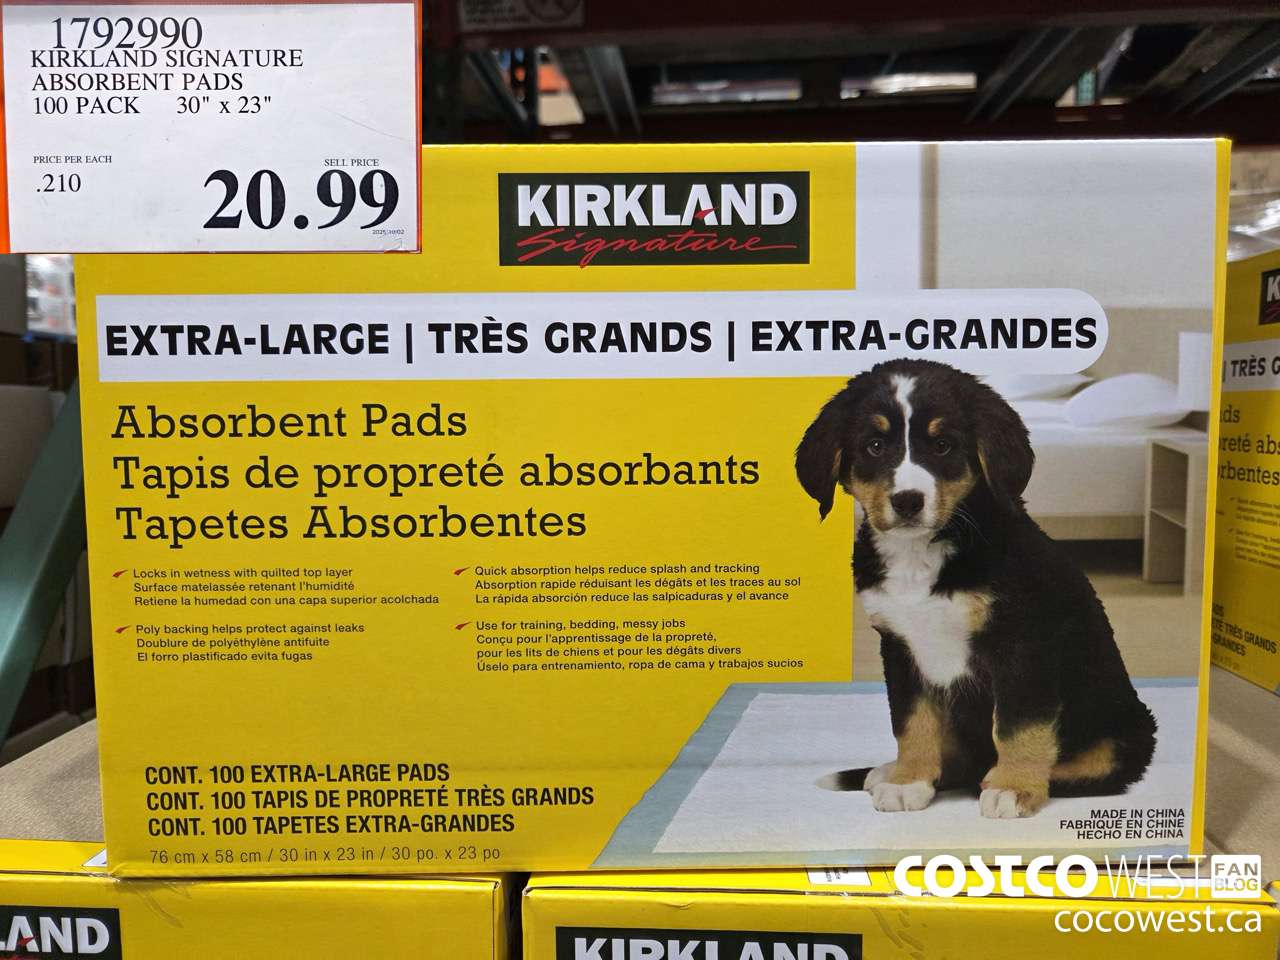 1792990
KIRKLAND SIGNATURE
ABSORBENT PADS
100 PACK 30" x 23"
PRICE PER EACH
.210
SELL PRICE
20.99
KIRKLAND
Signature
EXTRA-LARGE | TRÈS GRANDS | EXTRA-GRANDES
Absorbent Pads
Tapis de propreté absorbants
Tapetes Absorbentes
Locks in wetness with quilted top layer
Surface matelassée retenant l'humidité
Retiene la humedad con una capa superior acolchada
Poly backing helps protect against leaks
Doublure de polyéthylène antifuite
El forro plastificado evita fugas
Quick absorption helps reduce splash and tracking
Absorption rapide réduisant les dégâts et les traces au sol
La rápida absorción reduce las salpicaduras y el avance
Use for training, bedding, messy jobs
Conçu pour l'apprentissage de la propreté,
pour les lits de chiens et pour les dégâts divers
Úselo para entrenamiento, ropa de cama y trabajos sucios
CONT. 100 EXTRA-LARGE PADS
CONT. 100 TAPIS DE PROPRETÉ TRÈS GRANDS
CONT. 100 TAPETES EXTRA-GRANDES
76 cm x 58 cm / 30 in x 23 in / 30 po. x 23 po
MADE IN CHINA
FABRIQUÉ EN CHINE
HECHO EN CHINA
TRÈS G
TRÈS GRANDS
GRANDES
LAND
KIRKLAND
COSTCO WEST FAN BLOG
cocowest.ca